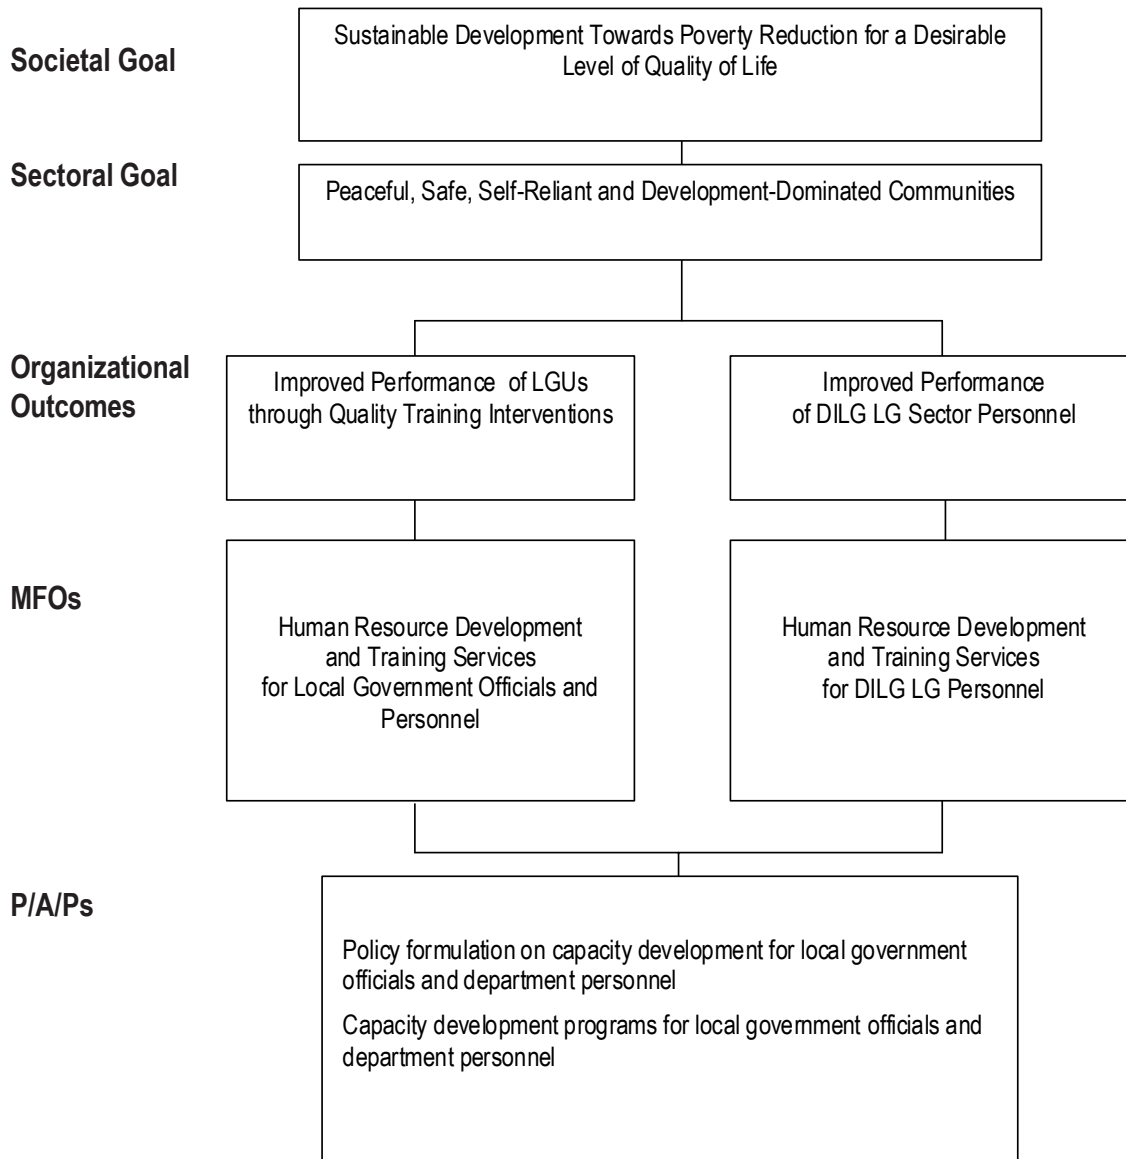 Societal Goal
Sustainable Development Towards Poverty Reduction for a Desirable
Level of Quality of Life
Sectoral Goal
Peaceful, Safe, Self-Reliant and Development-Dominated Communities
Organizational
Outcomes
Improved Performance of LGUs
through Quality Training Interventions
Improved Performance
of DILG LG Sector Personnel
MFOs
Human Resource Development
and Training Services
for Local Government Officials and
Personnel
Human Resource Development
and Training Services
for DILG LG Personnel
P/A/Ps
Policy formulation on capacity development for local government
officials and department personnel
Capacity development programs for local government officials and
department personnel